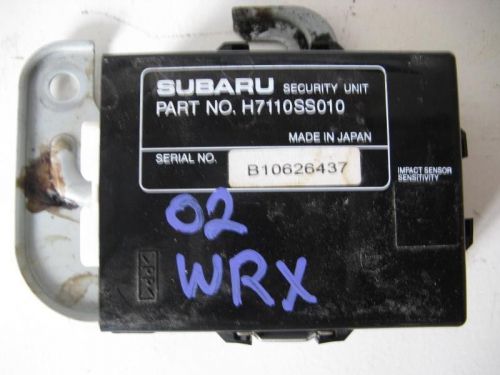 SUBARU SECURITY UNIT
PART NO. H7110SS010
MADE IN JAPAN
SERIAL NO. B10626437
IMPACT SENSOR
SENSITIVITY
02
WRX